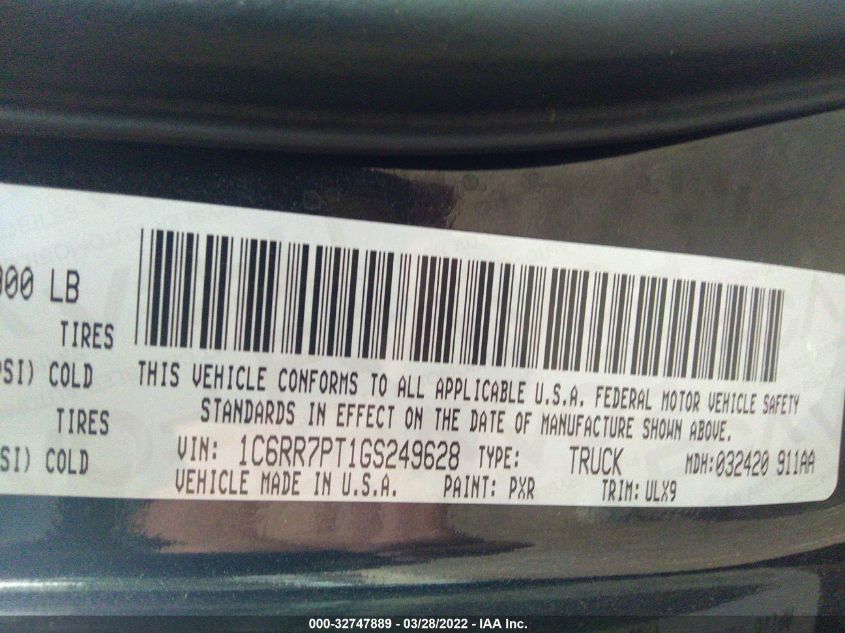 000 LB
TIRES
PSI) COLD
THIS VEHICLE CONFORMS TO ALL APPLICABLE U.S.A. FEDERAL MOTOR VEHICLE SAFETY
TIRES
STANDARDS IN EFFECT ON THE DATE OF MANUFACTURE SHOWN ABOVE.
SI) COLD
VIN: 1C6RR7PT1GS249628 TYPE: TRUCK MDH:032420 911AA
VEHICLE MADE IN U.S.A. PAINT: PXR TRIM: ULX9
000-32747889 / 03/28/2022 - IAA Inc.